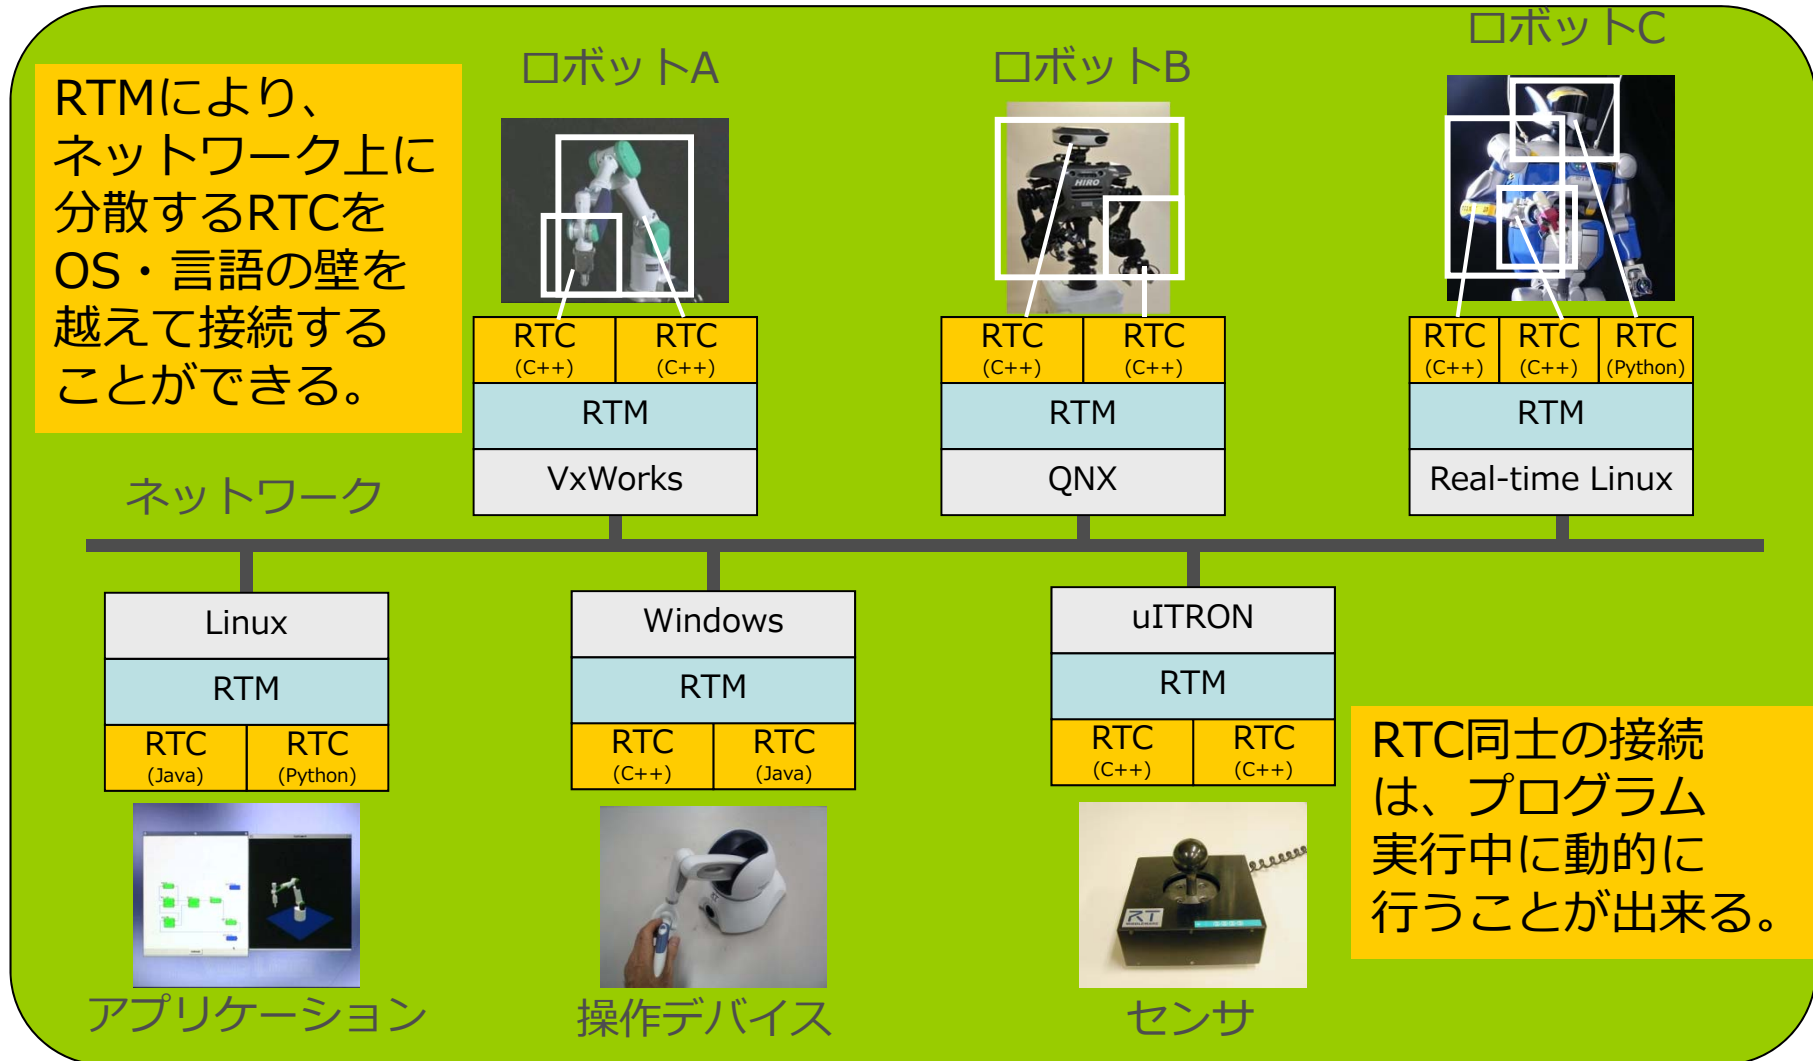 ロボットA
ロボットB
ロボットC
RTMにより、
ネットワーク上に
分散するRTCを
OS・言語の壁を
越えて接続する
ことができる。
HIRO
RTC
(C++)
RTC
(C++)
RTM
VxWorks
RTC
(C++)
RTC
(C++)
RTM
QNX
RTC
(C++)
RTC
(C++)
RTC
(Python)
RTM
Real-time Linux
ネットワーク
Linux
RTM
RTC
(Java)
RTC
(Python)
アプリケーション
Windows
RTM
RTC
(C++)
RTC
(Java)
操作デバイス
uITRON
RTM
RTC
(C++)
RTC
(C++)
RT
センサ
RTC同士の接続
は、プログラム
実行中に動的に
行うことが出来る。